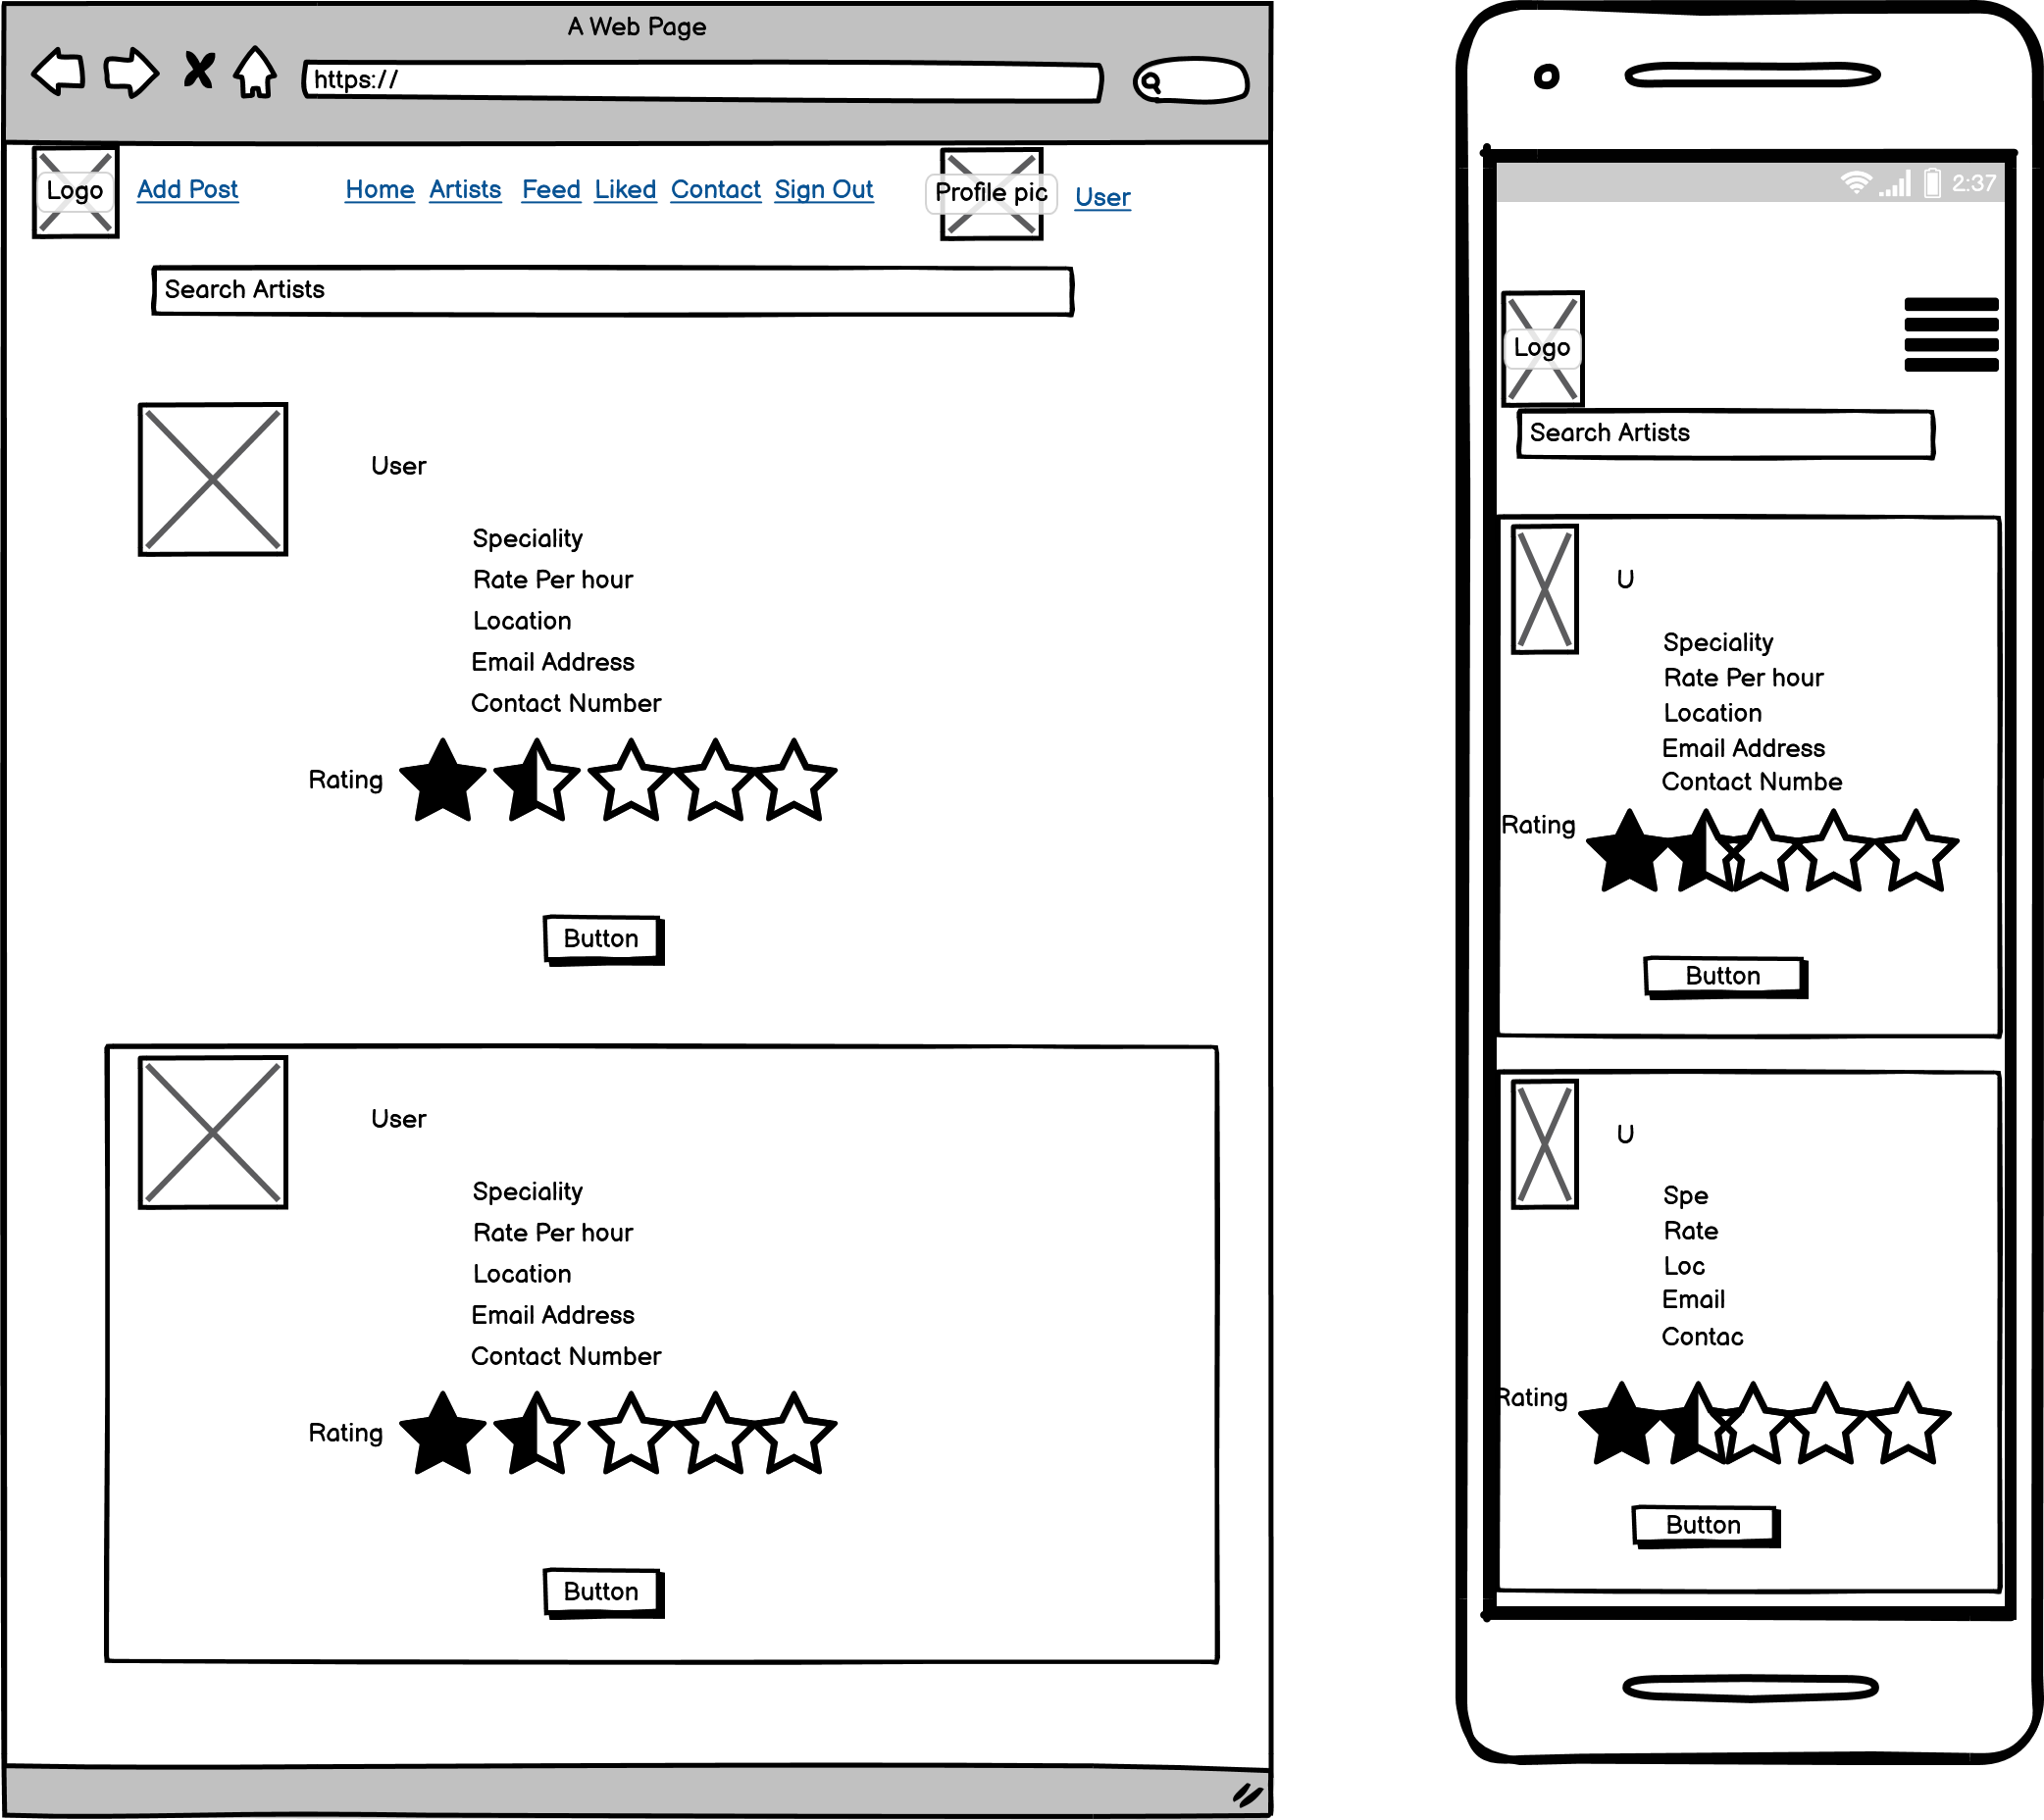 A Web Page
https://
Logo Add Post Home Artists Feed Liked Contact Sign Out Profile pic User
Search Artists
User
Speciality
Rate Per hour
Location
Email Address
Contact Number
Rating
Button
User
Speciality
Rate Per hour
Location
Email Address
Contact Number
Rating
Button
2:37
Logo
Search Artists
U
Speciality
Rate Per hour
Location
Email Address
Contact Numbe
Rating
Button
U
Spe
Rate
Loc
Email
Contac
Rating
Button